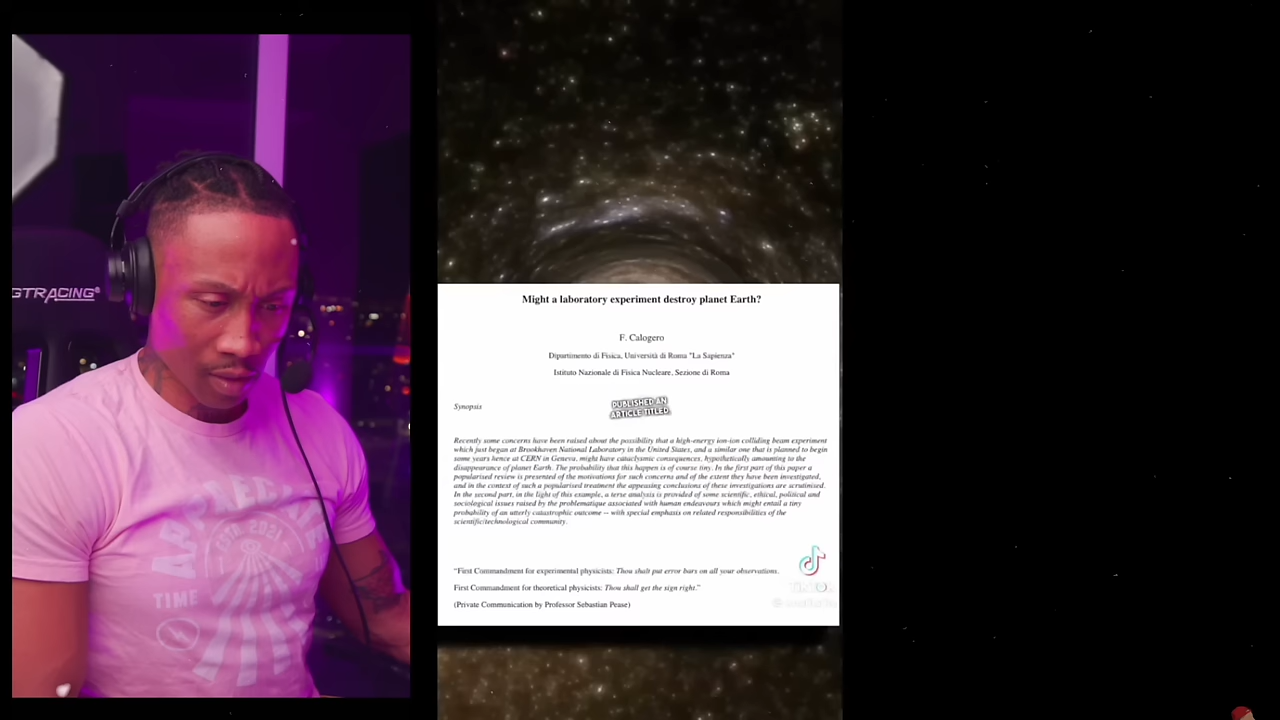 GTRACING
TIME
Might a laboratory experiment destroy planet Earth?
F. Calogero
Dipartimento di Fisica, Università di Roma "La Sapienza"
Istituto Nazionale di Fisica Nucleare, Sezione di Roma
PUBLISHED AN
ARTICLE TITLED,
Synopsis
Recently some concerns have been raised about the possibility that a high-energy ion-ion colliding beam experiment
which just began at Brookhaven National Laboratory in the United States, and a similar one that is planned to begin
some years hence at CERN in Geneva, might have cataclysmic consequences, hypothetically amounting to the
disappearance of planet Earth. The probability that this happen is of course tiny. In the first part of this paper a
popularised review is presented of the motivations for such concerns and of the extent they have been investigated,
and in the context of such a popularised treatment the appeasing conclusions of these investigations are scrutinised.
In the second part, in the light of this example, a terse analysis is provided of some scientific, ethical, political and
sociological issues raised by the problematique associated with human endeavours which might entail a tiny
probability of an utterly catastrophic outcome -- with special emphasis on related responsibilities of the
scientific/technological community.
"First Commandment for experimental physicists: Thou shalt put error bars on all your observations.
First Commandment for theoretical physicists: Thou shall get the sign right."
(Private Communication by Professor Sebastian Pease)
TikTok